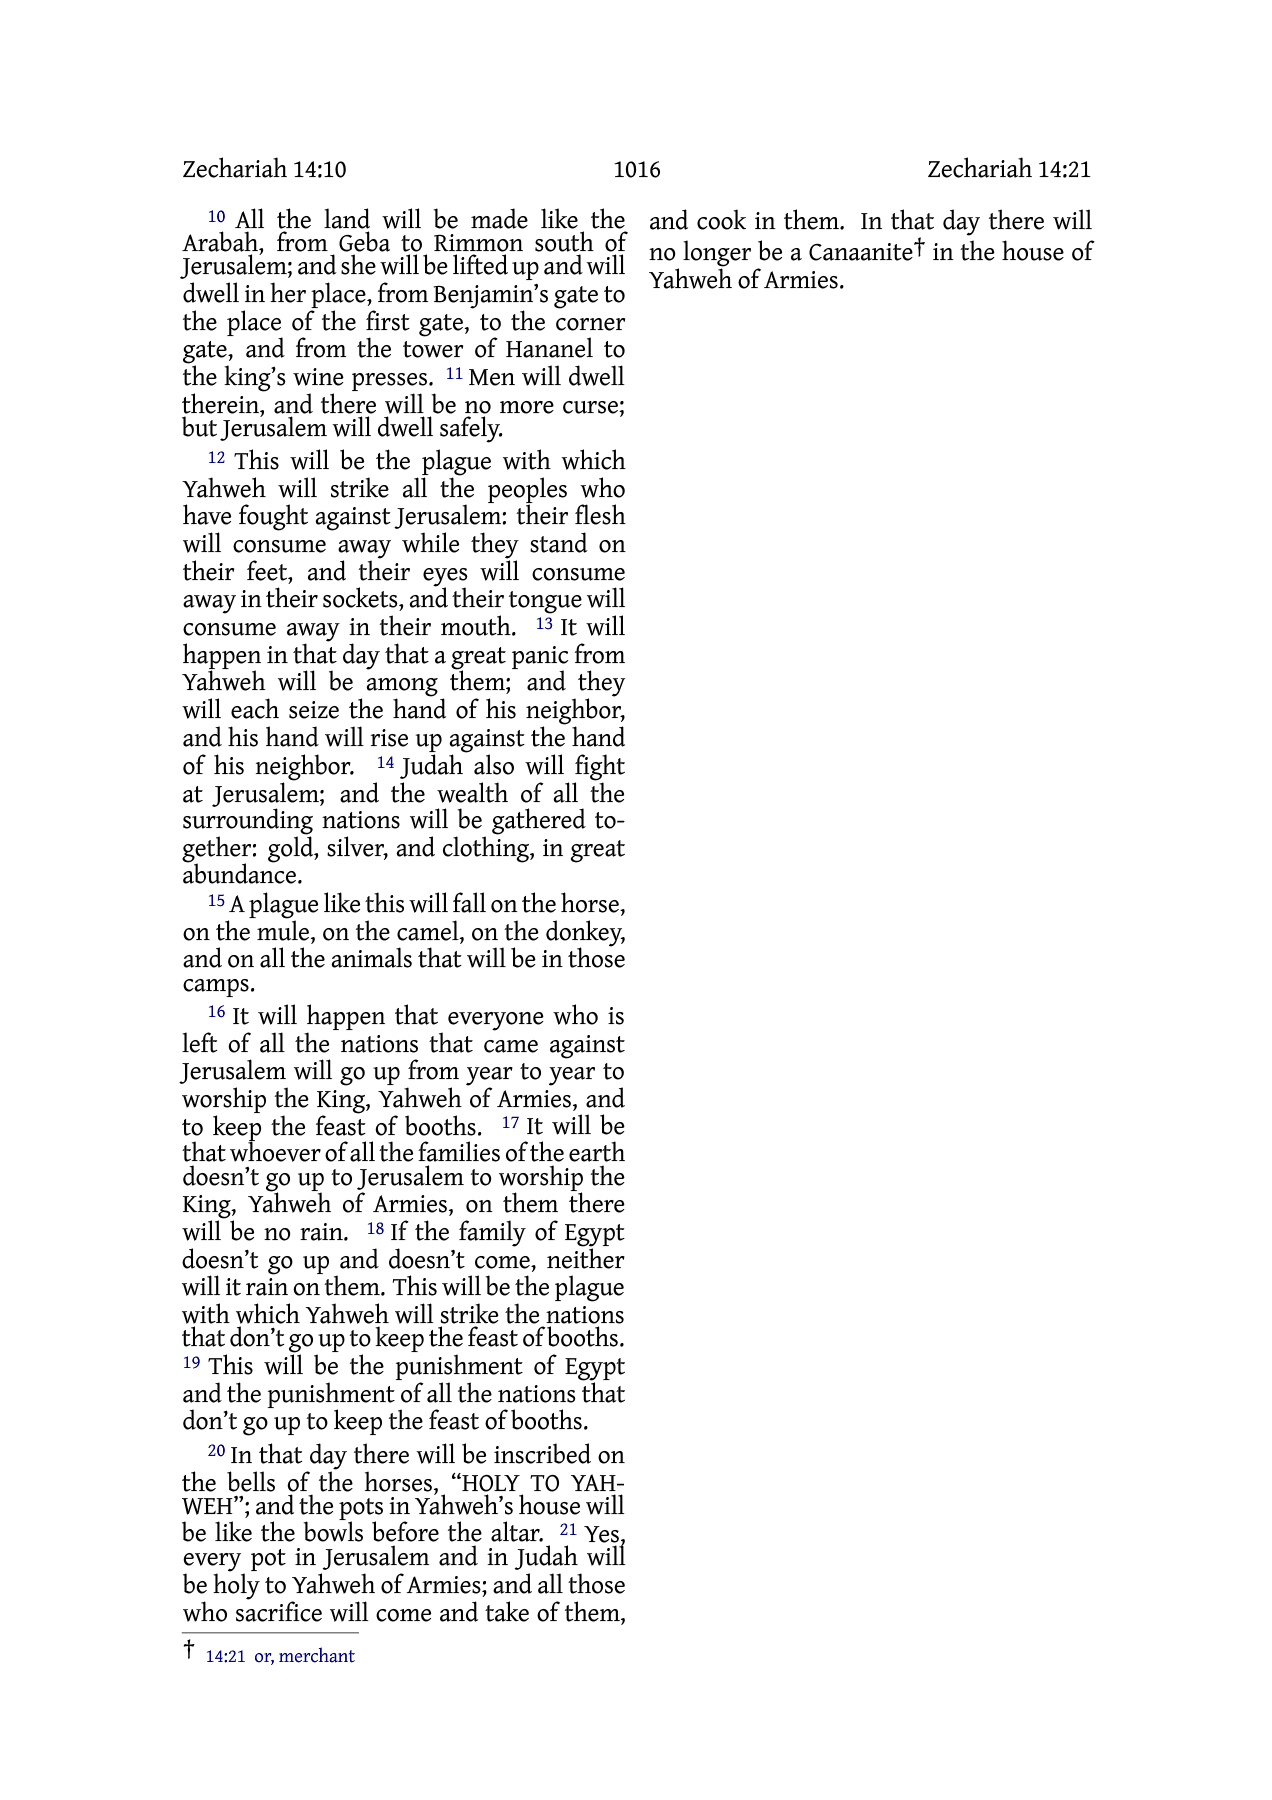 Zechariah 14:10 1016 Zechariah 14:21
10 All the land will be made like the
Arabah, from Geba to Rimmon south of
Jerusalem; and she will be lifted up and will
dwell in her place, from Benjamin’s gate to
the place of the first gate, to the corner
gate, and from the tower of Hananel to
the king’s wine presses. 11 Men will dwell
therein, and there will be no more curse;
but Jerusalem will dwell safely.
12 This will be the plague with which
Yahweh will strike all the peoples who
have fought against Jerusalem: their flesh
will consume away while they stand on
their feet, and their eyes will consume
away in their sockets, and their tongue will
consume away in their mouth. 13 It will
happen in that day that a great panic from
Yahweh will be among them; and they
will each seize the hand of his neighbor,
and his hand will rise up against the hand
of his neighbor. 14 Judah also will fight
at Jerusalem; and the wealth of all the
surrounding nations will be gathered to-
gether: gold, silver, and clothing, in great
abundance.
15 A plague like this will fall on the horse,
on the mule, on the camel, on the donkey,
and on all the animals that will be in those
camps.
16 It will happen that everyone who is
left of all the nations that came against
Jerusalem will go up from year to year to
worship the King, Yahweh of Armies, and
to keep the feast of booths. 17 It will be
that whoever of all the families of the earth
doesn’t go up to Jerusalem to worship the
King, Yahweh of Armies, on them there
will be no rain. 18 If the family of Egypt
doesn’t go up and doesn’t come, neither
will it rain on them. This will be the plague
with which Yahweh will strike the nations
that don’t go up to keep the feast of booths.
19 This will be the punishment of Egypt
and the punishment of all the nations that
don’t go up to keep the feast of booths.
20 In that day there will be inscribed on
the bells of the horses, “HOLY TO YAH-
WEH”; and the pots in Yahweh’s house will
be like the bowls before the altar. 21 Yes,
every pot in Jerusalem and in Judah will
be holy to Yahweh of Armies; and all those
who sacrifice will come and take of them,
and cook in them. In that day there will
no longer be a Canaanite† in the house of
Yahweh of Armies.
† 14:21 or, merchant